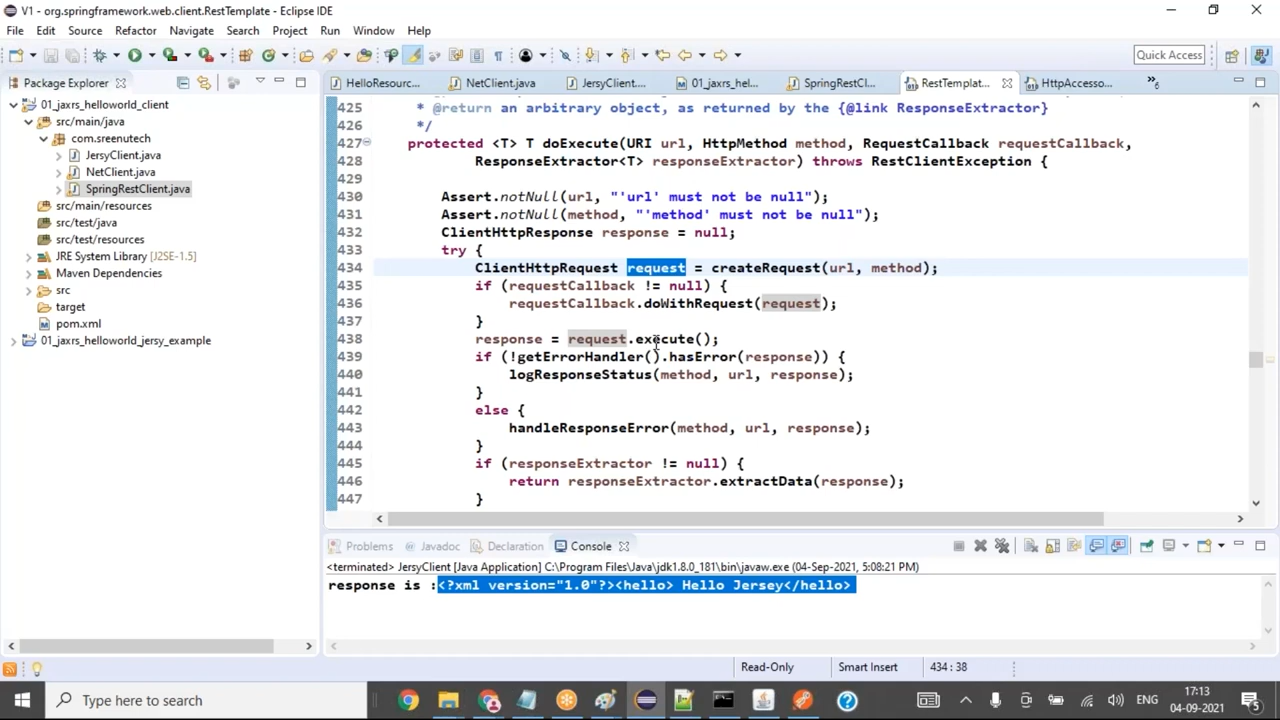 V1 - org.springframework.web.client.RestTemplate - Eclipse IDE
File Edit Source Refactor Navigate Search Project Run Window Help
Quick Access
Package Explorer
HelloResourc... NetClient.java JersyClient.... 01_jaxrs_hel... SpringRestCl... RestTemplat... HttpAccesso... »6
01_jaxrs_helloworld_client
src/main/java
com.sreenutech
JersyClient.java
NetClient.java
SpringRestClient.java
src/main/resources
src/test/java
src/test/resources
JRE System Library [J2SE-1.5]
Maven Dependencies
src
target
pom.xml
01_jaxrs_helloworld_jersy_example
425 * @return an arbitrary object, as returned by the {@link ResponseExtractor}
426 */
427 protected <T> T doExecute(URI url, HttpMethod method, RequestCallback requestCallback,
428 ResponseExtractor<T> responseExtractor) throws RestClientException {
429
430 Assert.notNull(url, "'url' must not be null");
431 Assert.notNull(method, "'method' must not be null");
432 ClientHttpResponse response = null;
433 try {
434 ClientHttpRequest request = createRequest(url, method);
435 if (requestCallback != null) {
436 requestCallback.doWithRequest(request);
437 }
438 response = request.execute();
439 if (!getErrorHandler().hasError(response)) {
440 logResponseStatus(method, url, response);
441 }
442 else {
443 handleResponseError(method, url, response);
444 }
445 if (responseExtractor != null) {
446 return responseExtractor.extractData(response);
447 }
Problems Javadoc Declaration Console
<terminated> JersyClient [Java Application] C:\Program Files\Java\jdk1.8.0_181\bin\javaw.exe (04-Sep-2021, 5:08:21 PM)
response is :<?xml version="1.0"?><hello> Hello Jersey</hello>
Read-Only Smart Insert 434 : 38
Type here to search
ENG
17:13
04-09-2021
5